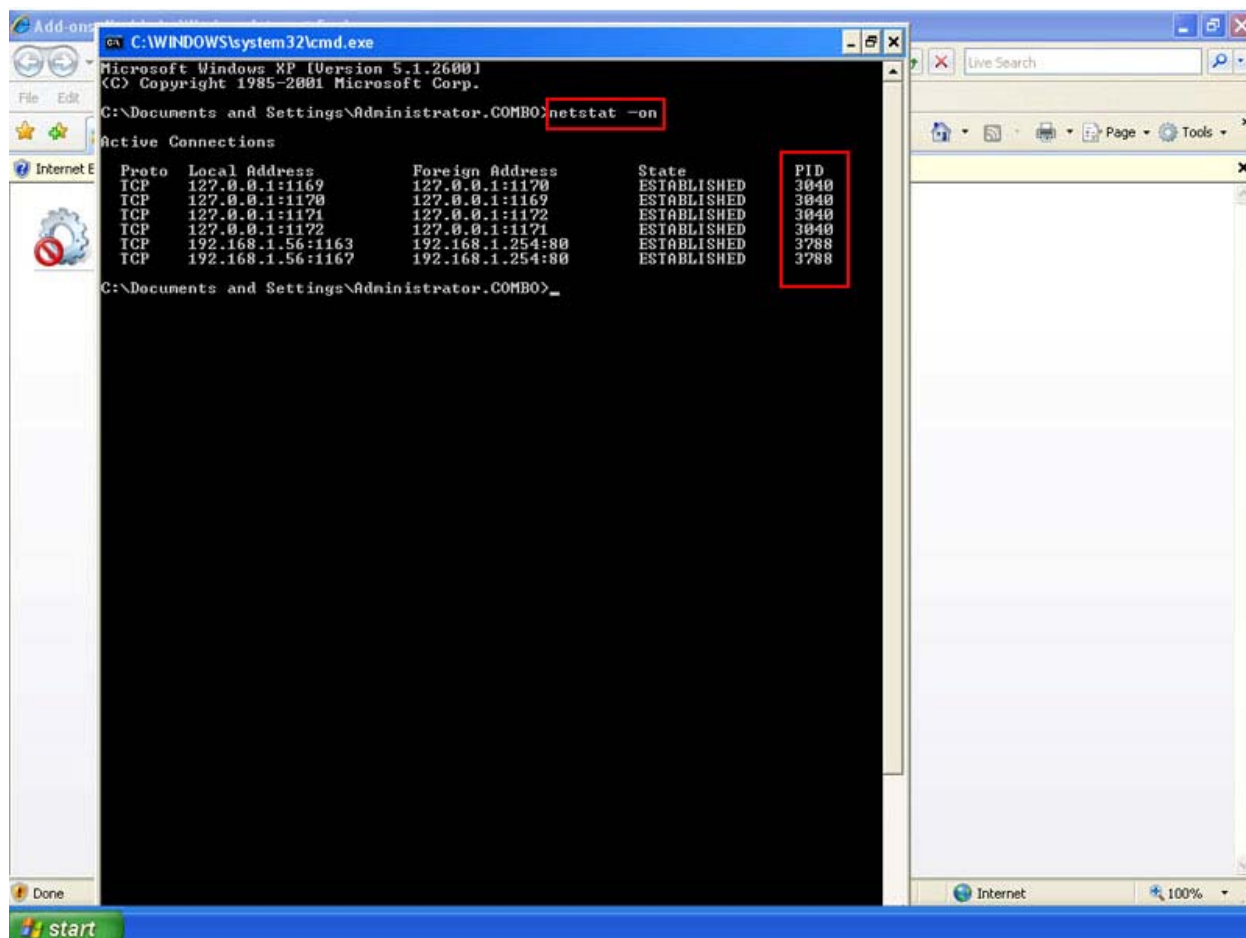 Add-ons
C:\WINDOWS\system32\cmd.exe
Live Search
File Edit
Page Tools
Internet E
Microsoft Windows XP [Version 5.1.2600]
(C) Copyright 1985-2001 Microsoft Corp.
C:\Documents and Settings\Administrator.COMBO>netstat -on
Active Connections
Proto Local Address Foreign Address State PID
TCP 127.0.0.1:1169 127.0.0.1:1170 ESTABLISHED 3040
TCP 127.0.0.1:1170 127.0.0.1:1169 ESTABLISHED 3040
TCP 127.0.0.1:1171 127.0.0.1:1172 ESTABLISHED 3040
TCP 127.0.0.1:1172 127.0.0.1:1171 ESTABLISHED 3040
TCP 192.168.1.56:1163 192.168.1.254:80 ESTABLISHED 3788
TCP 192.168.1.56:1167 192.168.1.254:80 ESTABLISHED 3788
C:\Documents and Settings\Administrator.COMBO>_
Done
Internet 100%
start